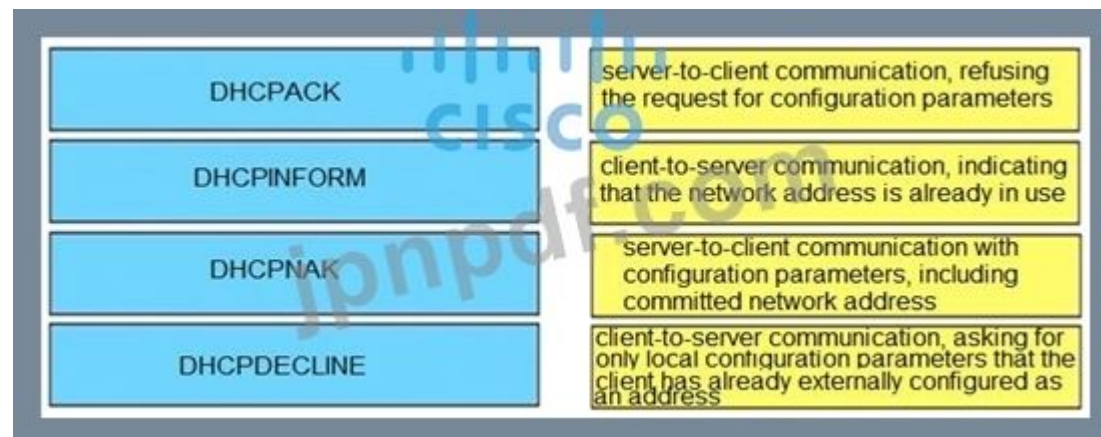 DHCPACK
server-to-client communication, refusing
the request for configuration parameters
CISCO
DHCPINFORM
client-to-server communication, indicating
that the network address is already in use
jpnpdf.com
DHCPNAK
server-to-client communication with
configuration parameters, including
committed network address
DHCPDECLINE
client-to-server communication, asking for
only local configuration parameters that the
client has already externally configured as
an address